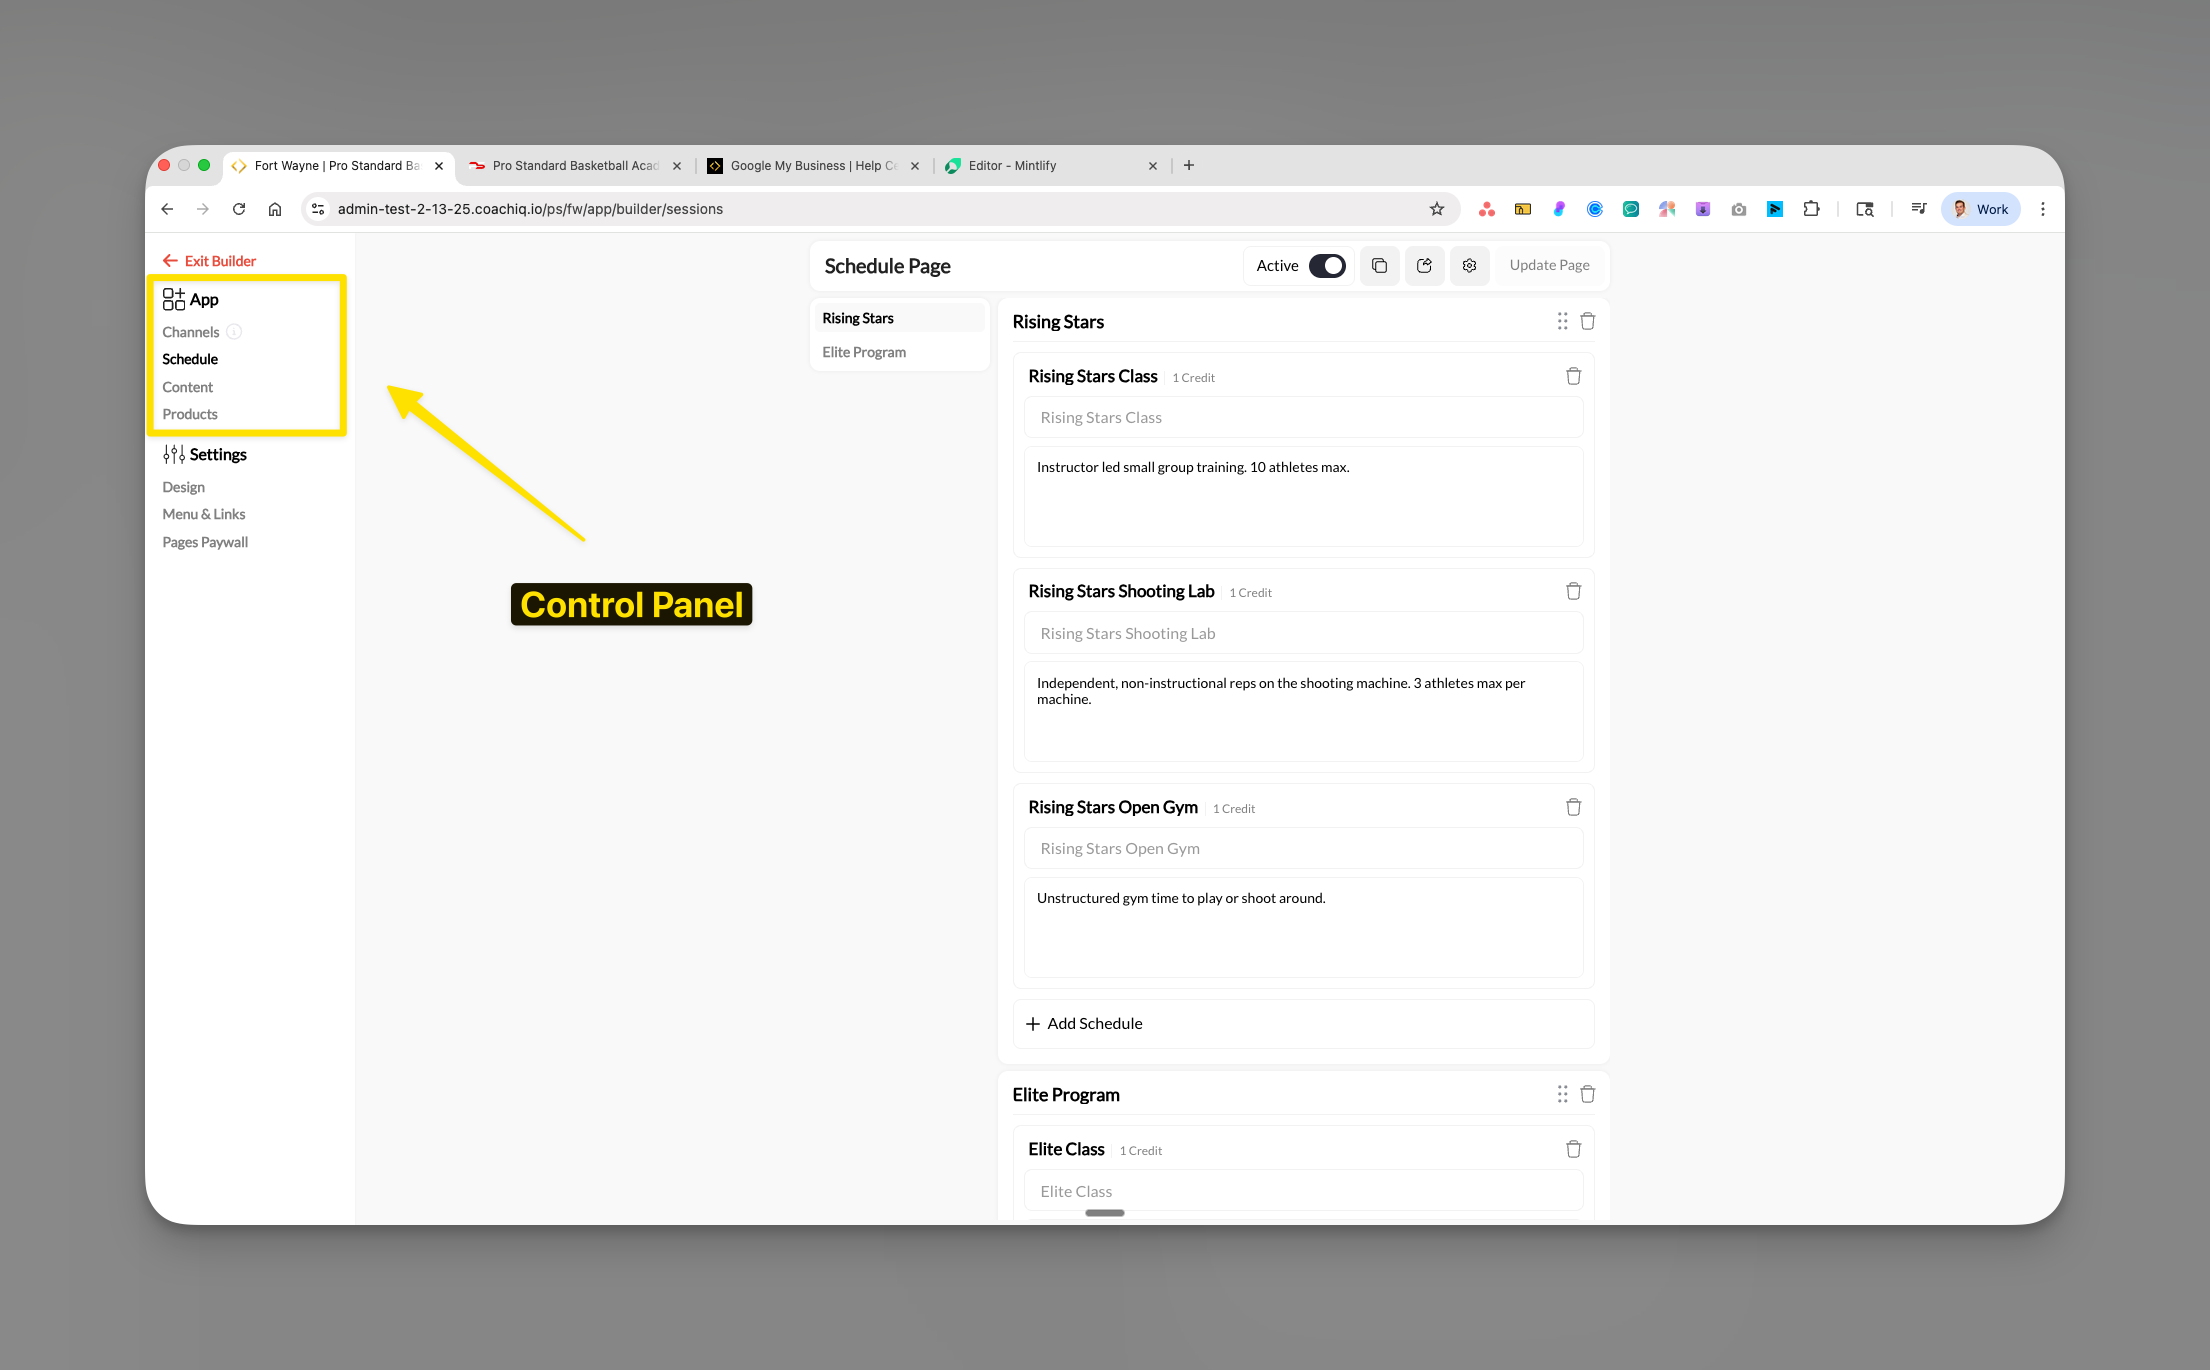 Fort Wayne | Pro Standard Ba
Pro Standard Basketball Acad
Google My Business | Help Ce
Editor - Mintlify
admin-test-2-13-25.coachiq.io/ps/fw/app/builder/sessions
Work
Exit Builder
App
Channels
Schedule
Content
Products
Settings
Design
Menu & Links
Pages Paywall
Control Panel
Schedule Page
Active
Update Page
Rising Stars
Elite Program
Rising Stars
Rising Stars Class
1 Credit
Rising Stars Class
Instructor led small group training. 10 athletes max.
Rising Stars Shooting Lab
1 Credit
Rising Stars Shooting Lab
Independent, non-instructional reps on the shooting machine. 3 athletes max per
machine.
Rising Stars Open Gym
1 Credit
Rising Stars Open Gym
Unstructured gym time to play or shoot around.
Add Schedule
Elite Program
Elite Class
1 Credit
Elite Class